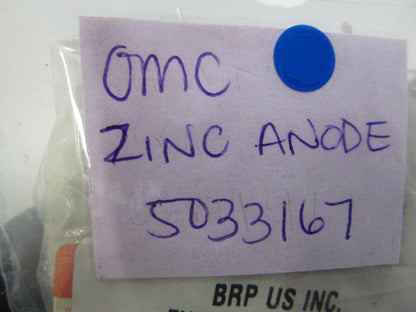 OMC
ZINC ANODE
5033167
BRP US INC.